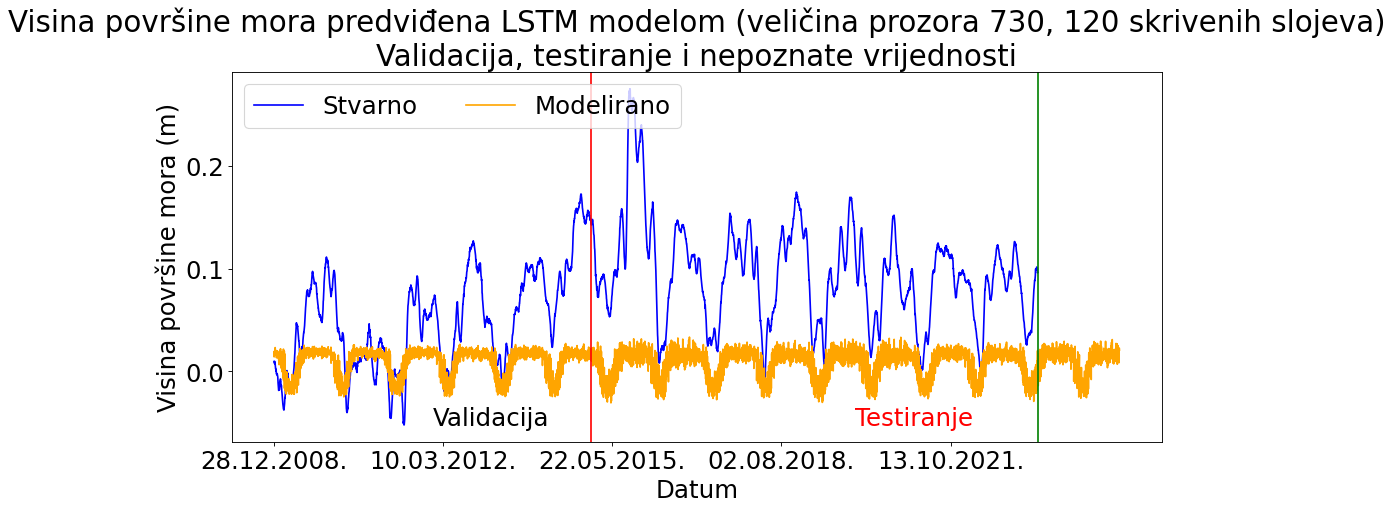 Visina površine mora predviđena LSTM modelom (veličina prozora 730, 120 skrivenih slojeva)
Validacija, testiranje i nepoznate vrijednosti
Stvarno
Modelirano
Visina površine mora (m)
0.2
0.1
0.0
Validacija
Testiranje
28.12.2008.
10.03.2012.
22.05.2015.
02.08.2018.
13.10.2021.
Datum